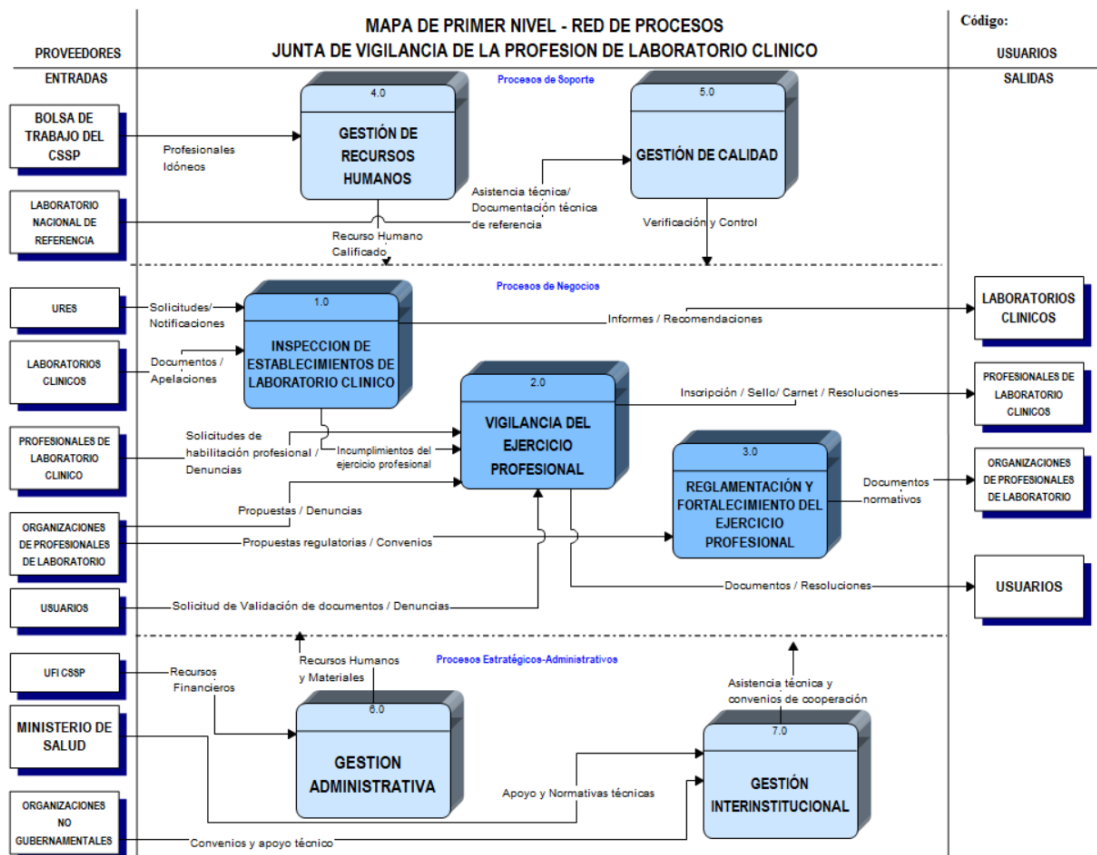 MAPA DE PRIMER NIVEL - RED DE PROCESOS
JUNTA DE VIGILANCIA DE LA PROFESION DE LABORATORIO CLINICO
Código:
PROVEEDORES
USUARIOS
ENTRADAS
Procesos de Soporte
SALIDAS
BOLSA DE
TRABAJO DEL
CSSP
Profesionales
Idóneos
4.0
GESTIÓN DE
RECURSOS
HUMANOS
5.0
GESTIÓN DE CALIDAD
LABORATORIO
NACIONAL DE
REFERENCIA
Asistencia técnica/
Documentación técnica
de referencia
Recurso Humano
Calificado
Verificación y Control
Procesos de Negocios
URES
Solicitudes/
Notificaciones
1.0
INSPECCION DE
ESTABLECIMIENTOS DE
LABORATORIO CLINICO
Informes / Recomendaciones
LABORATORIOS
CLINICOS
LABORATORIOS
CLINICOS
Documentos /
Apelaciones
2.0
VIGILANCIA DEL
EJERCICIO
PROFESIONAL
Inscripción / Sello/ Carnet / Resoluciones
PROFESIONALES DE
LABORATORIO
CLINICOS
PROFESIONALES DE
LABORATORIO
CLINICO
Solicitudes de
habilitación profesional /
Denuncias
Incumplimientos del
ejercicio profesional
3.0
REGLAMENTACIÓN Y
FORTALECIMIENTO DEL
EJERCICIO
PROFESIONAL
Documentos
normativos
ORGANIZACIONES
DE PROFESIONALES
DE LABORATORIO
ORGANIZACIONES
DE PROFESIONALES
DE LABORATORIO
Propuestas / Denuncias
Propuestas regulatorias / Convenios
Documentos / Resoluciones
USUARIOS
USUARIOS
Solicitud de Validación de documentos / Denuncias
Procesos Estratégicos-Administrativos
UFI CSSP
Recursos
Financieros
Recursos Humanos
y Materiales
Asistencia técnica y
convenios de cooperación
MINISTERIO DE
SALUD
6.0
GESTION
ADMINISTRATIVA
7.0
GESTIÓN
INTERINSTITUCIONAL
Apoyo y Normativas técnicas
ORGANIZACIONES
NO
GUBERNAMENTALES
Convenios y apoyo técnico